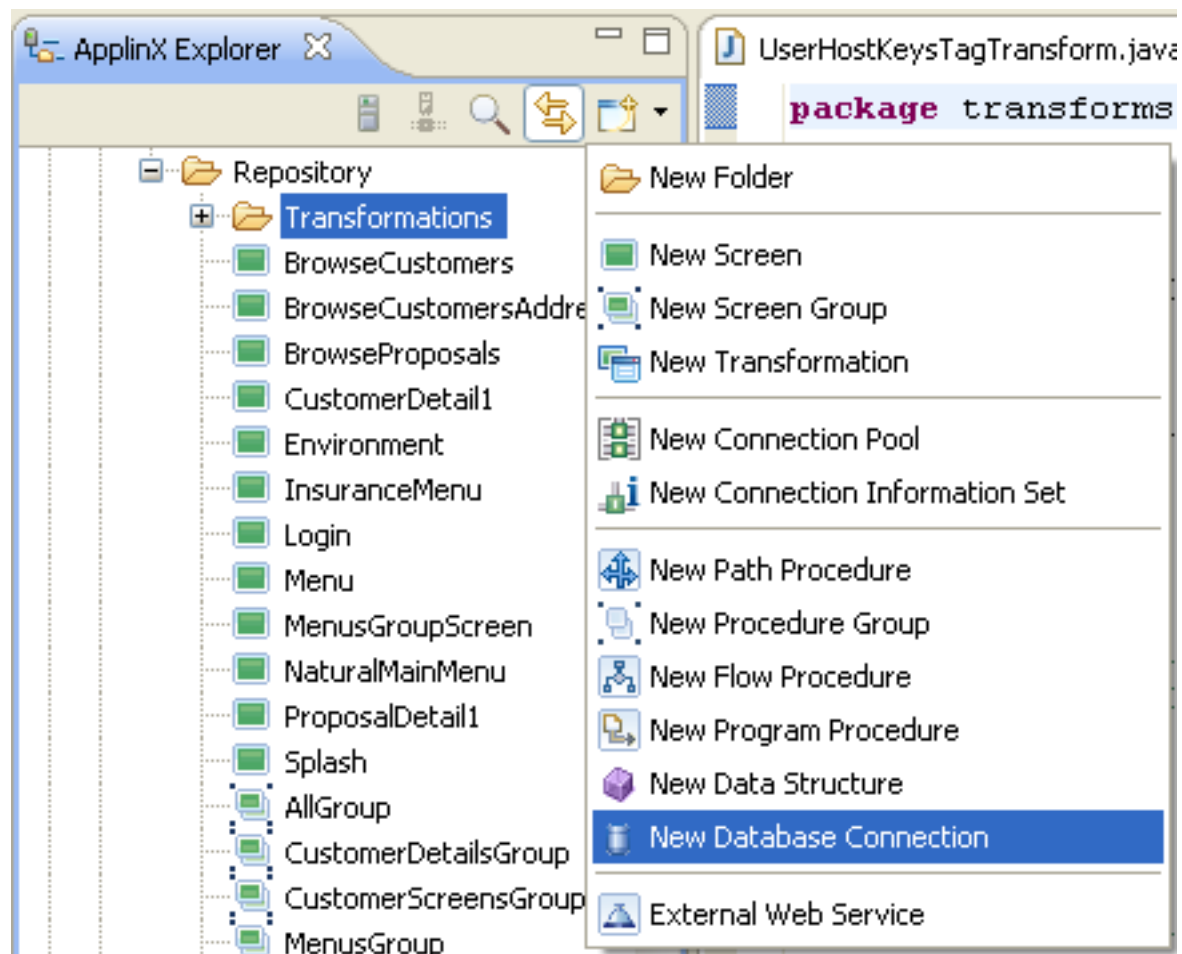 ApplinX Explorer
UserHostKeysTagTransform.java
package transforms
Repository
Transformations
BrowseCustomers
BrowseCustomersAddre
BrowseProposals
CustomerDetail1
Environment
InsuranceMenu
Login
Menu
MenusGroupScreen
NaturalMainMenu
ProposalDetail1
Splash
AllGroup
CustomerDetailsGroup
CustomerScreensGroup
MenusGroup
New Folder
New Screen
New Screen Group
New Transformation
New Connection Pool
New Connection Information Set
New Path Procedure
New Procedure Group
New Flow Procedure
New Program Procedure
New Data Structure
New Database Connection
External Web Service